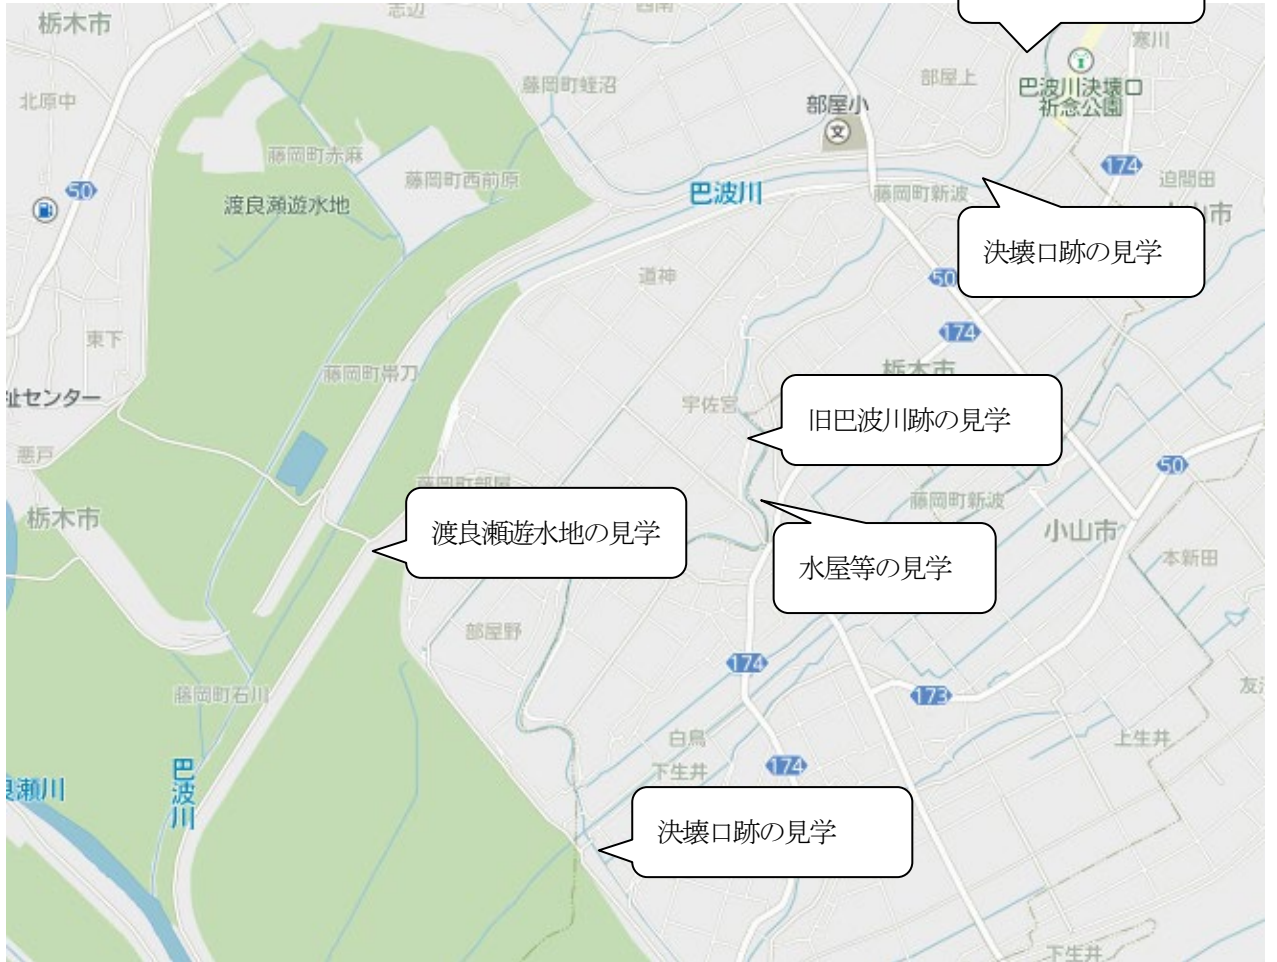 志辺
西南
栃木市
寒川
藤岡町蛭沼
部屋上
巴波川決壊口
祈念公園
北原中
部屋小
文
藤岡町赤麻
174
藤岡町西前原
迫間田
50
巴波川
藤岡町新波
渡良瀬遊水地
市
決壊口跡の見学
道神
50
174
東下
藤岡町帯刀
栃木市
祉センター
宇佐宮
旧巴波川跡の見学
悪戸
50
藤岡町部屋
藤岡町新波
栃木市
渡良瀬遊水地の見学
小山市
水屋等の見学
本新田
部屋野
174
藤岡町石川
173
友
白鳥
上生井
下生井
174
巴波川
良瀬川
決壊口跡の見学
下生井